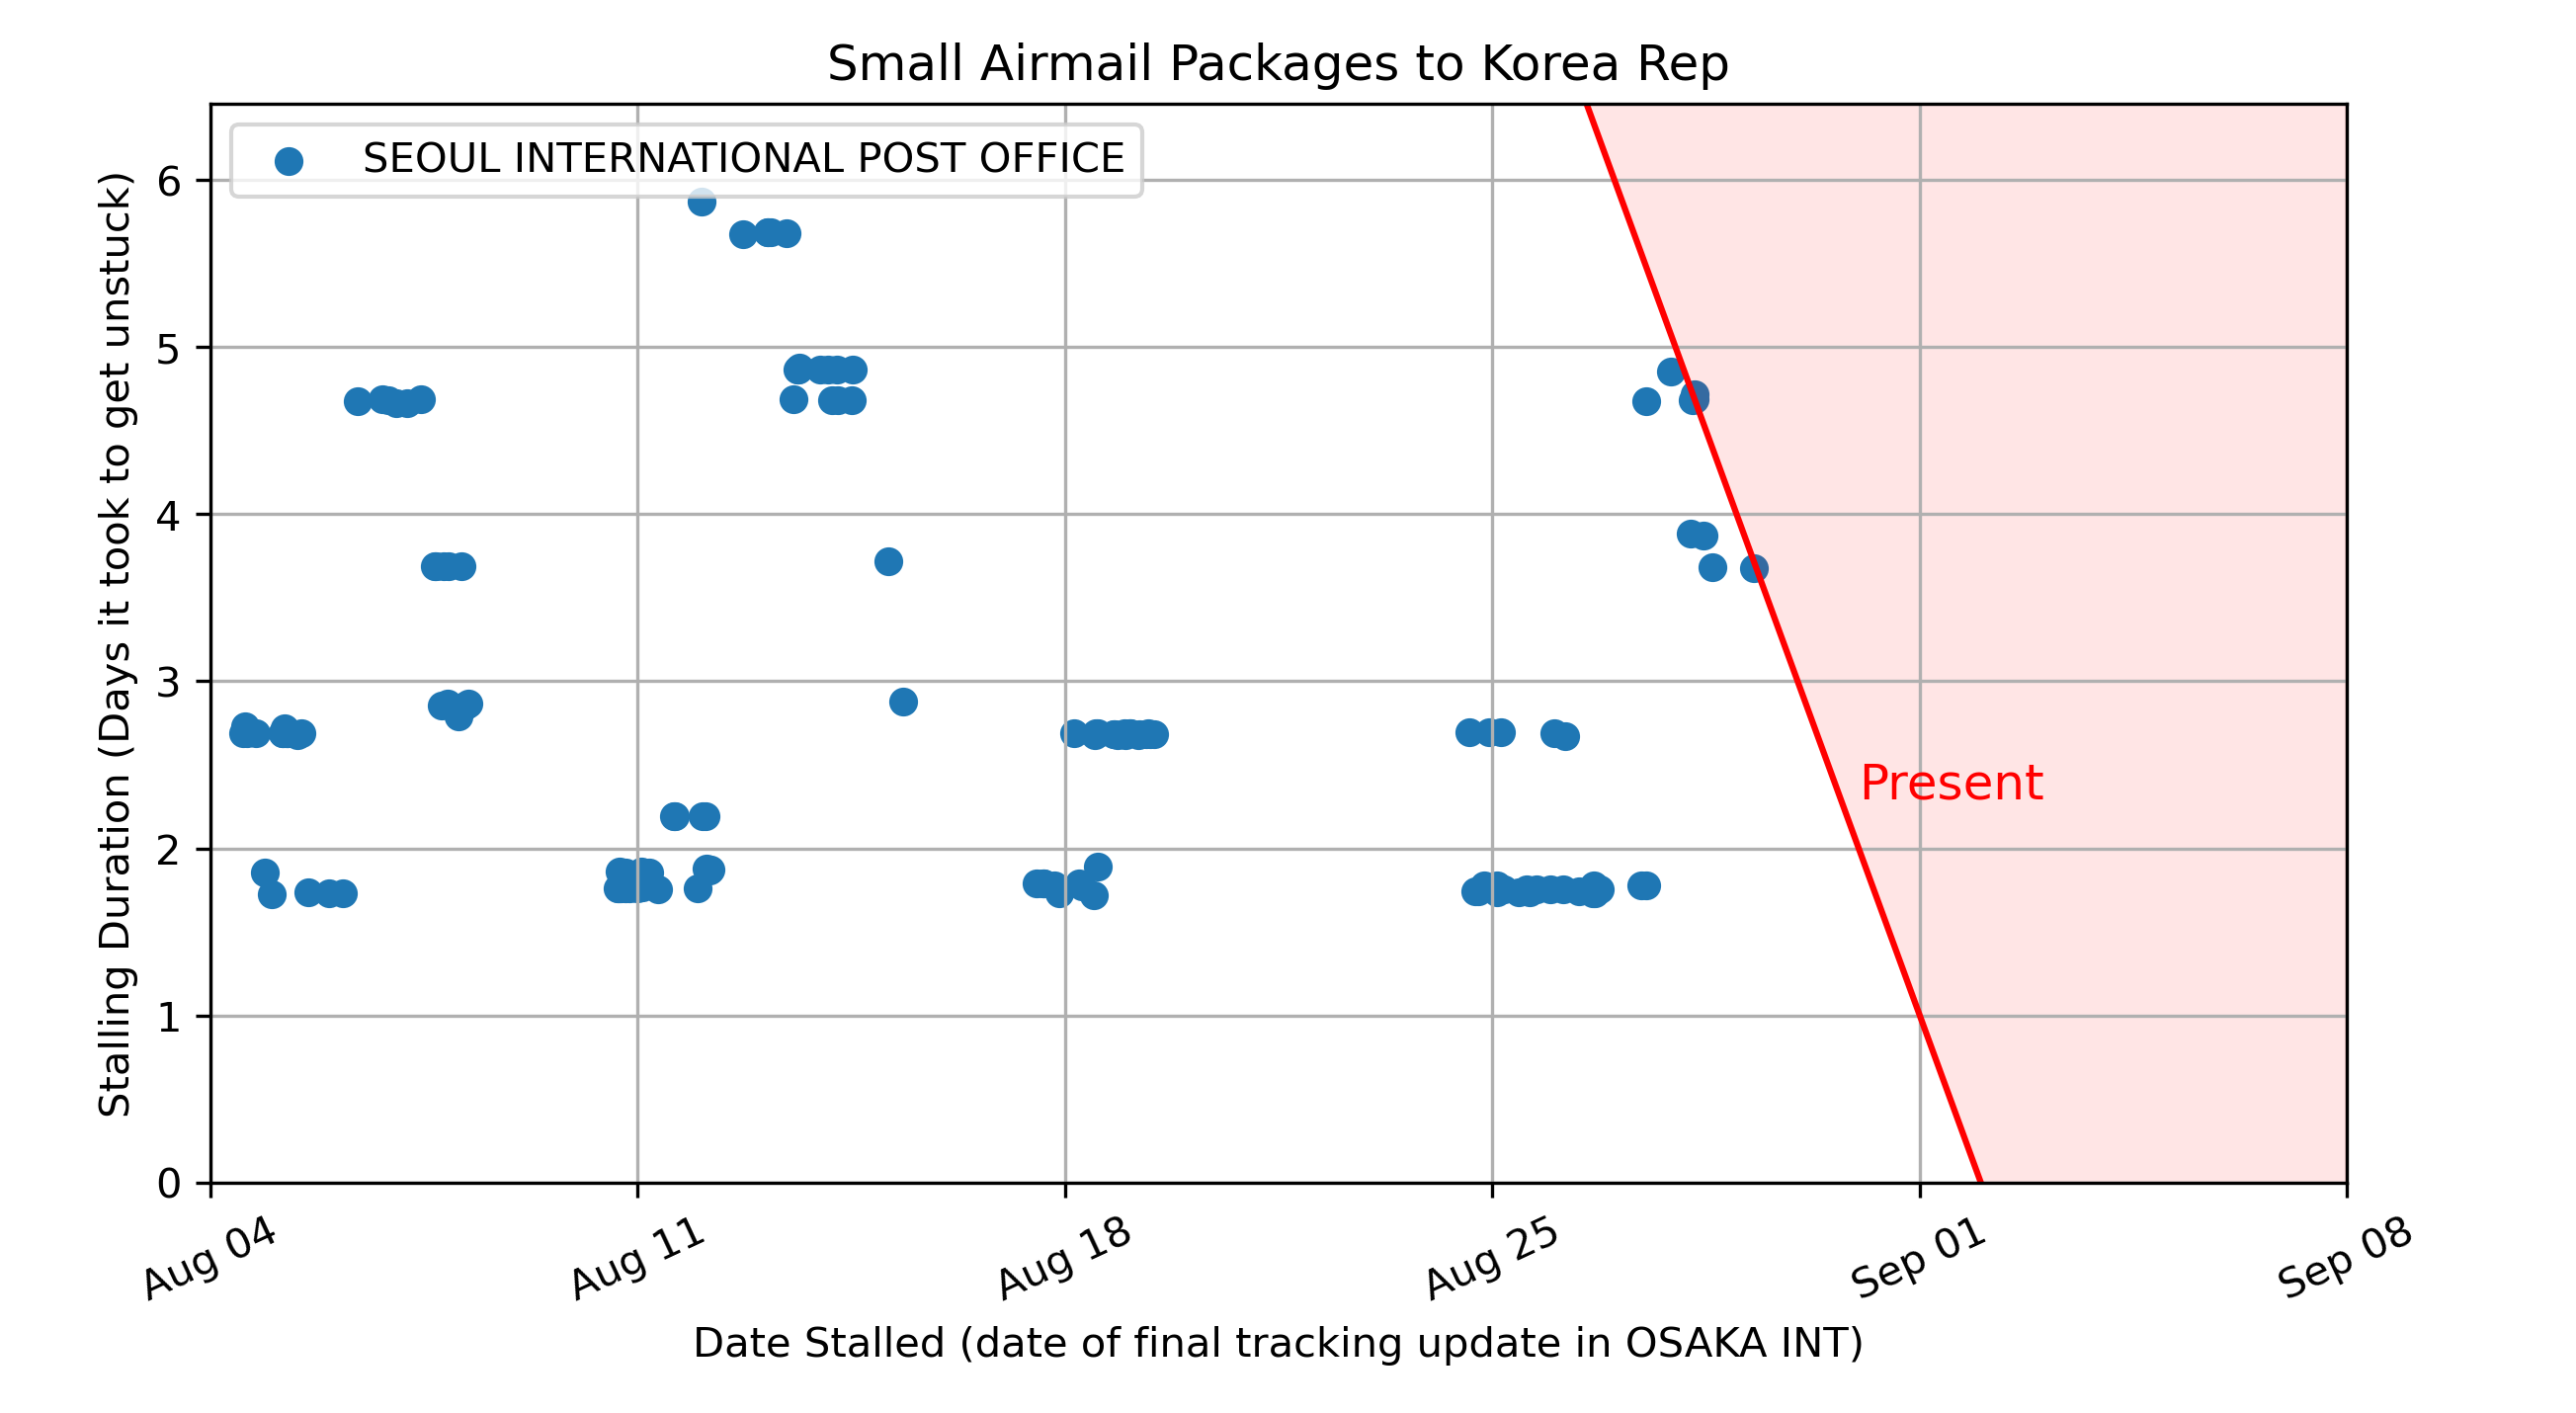 Small Airmail Packages to Korea Rep
SEOUL INTERNATIONAL POST OFFICE
Stalling Duration (Days it took to get unstuck)
6
5
4
3
2
1
0
Present
Aug 04
Aug 11
Aug 18
Aug 25
Sep 01
Sep 08
Date Stalled (date of final tracking update in OSAKA INT)